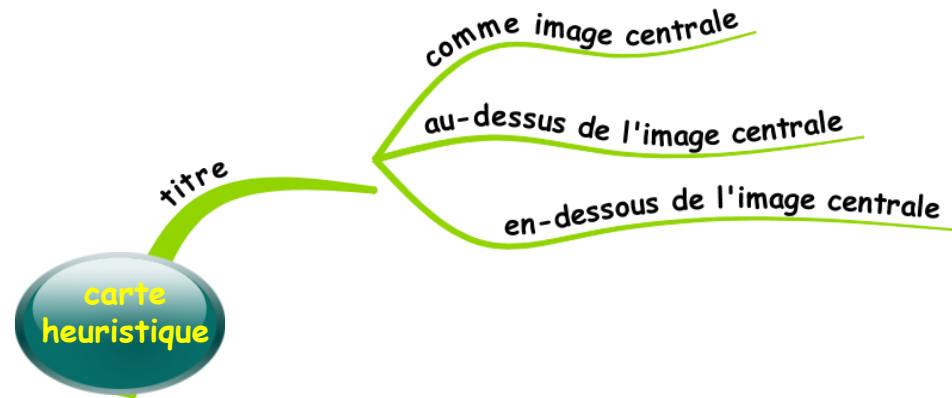 comme image centrale
au-dessus de l'image centrale
titre
en-dessous de l'image centrale
carte
heuristique